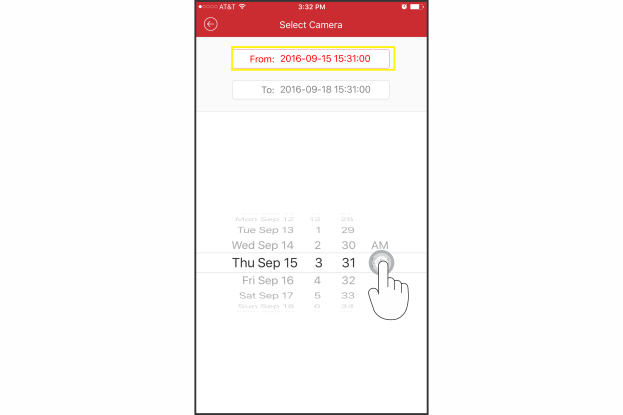 AT&T 3:32 PM
Select Camera
From: 2016-09-15 15:31:00
To: 2016-09-18 15:31:00
Mon Sep 12 12 28
Tue Sep 13 1 29
Wed Sep 14 2 30 AM
Thu Sep 15 3 31
Fri Sep 16 4 32
Sat Sep 17 5 33
Sun Sep 18 6 34